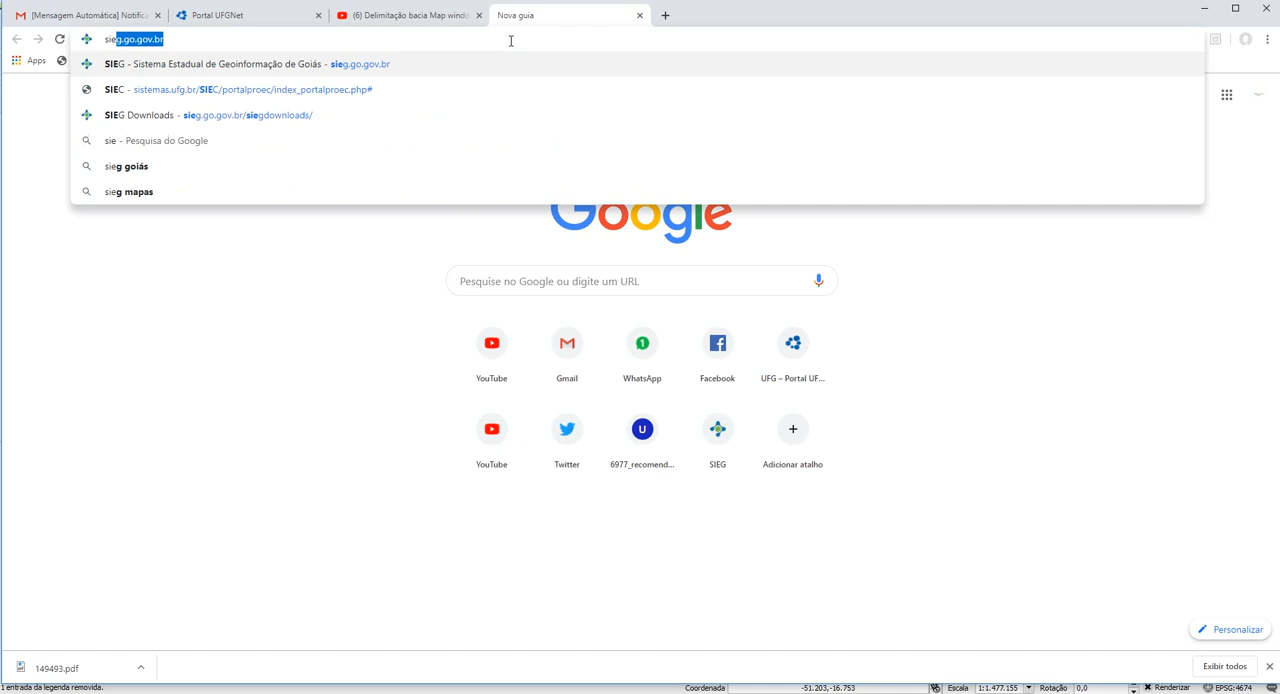 [Mensagem Automática] Notific
Portal UFGNet
(6) Delimitação bacia Map windo
Nova guia
sieg.go.gov.br
Apps
SIEG - Sistema Estadual de Geoinformação de Goiás - sieg.go.gov.br
SIEC - sistemas.ufg.br/SIEC/portalproec/index_portalproec.php#
SIEG Downloads - sieg.go.gov.br/siegdownloads/
sie - Pesquisa do Google
sieg goiás
sieg mapas
Google
Pesquise no Google ou digite um URL
YouTube
Gmail
WhatsApp
Facebook
UFG – Portal UF...
YouTube
Twitter
6977_recomend...
SIEG
Adicionar atalho
Personalizar
149493.pdf
Exibir todos
1 entrada da legenda removida.
Coordenada -51.203,-16.753 Escala 1:1.477.155 Rotação 0,0 Renderizar EPSG:4674